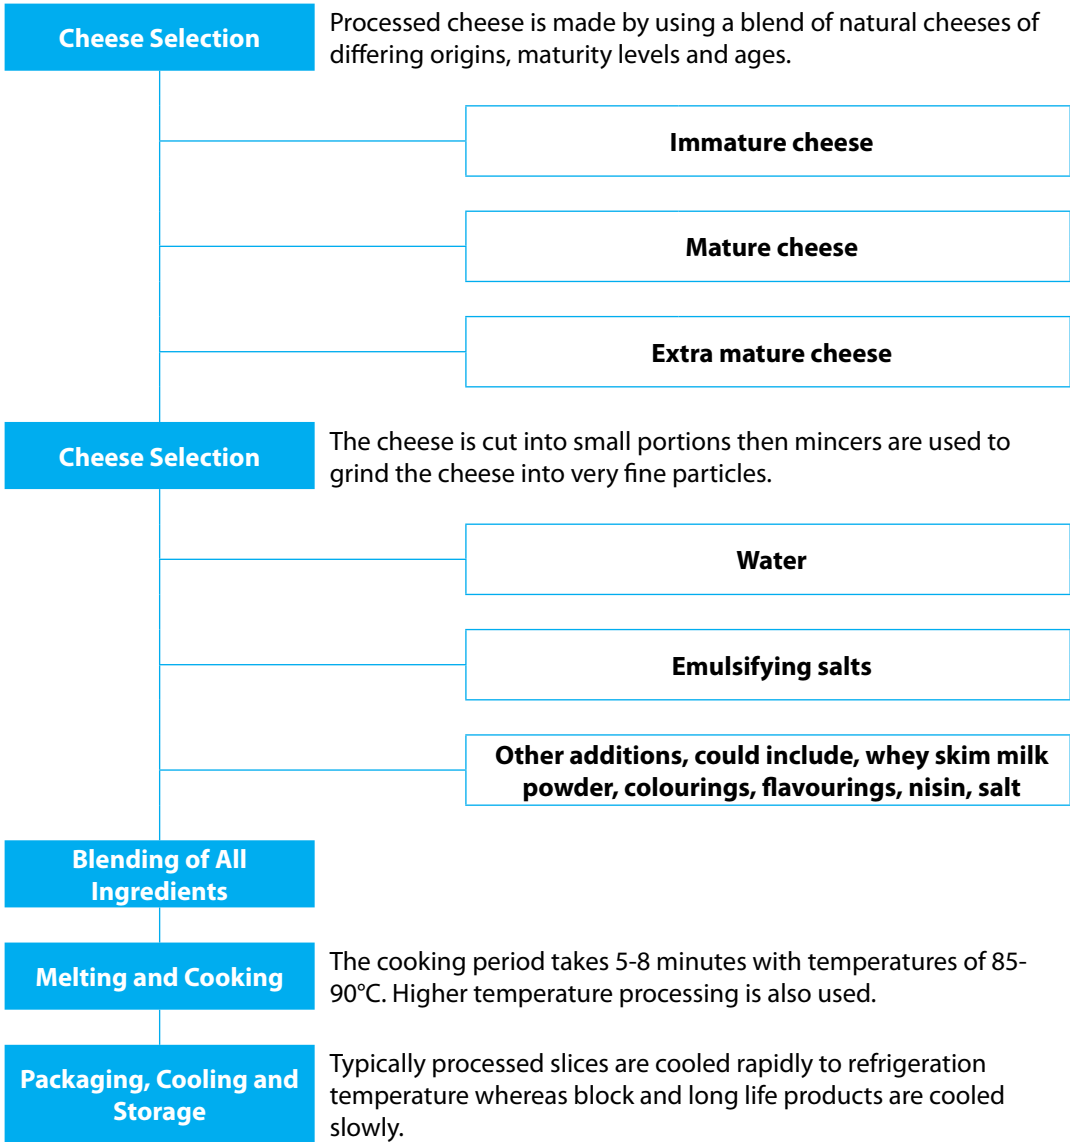 Cheese Selection
Processed cheese is made by using a blend of natural cheeses of
differing origins, maturity levels and ages.
Immature cheese
Mature cheese
Extra mature cheese
Cheese Selection
The cheese is cut into small portions then mincers are used to
grind the cheese into very fine particles.
Water
Emulsifying salts
Other additions, could include, whey skim milk
powder, colourings, flavourings, nisin, salt
Blending of All
Ingredients
Melting and Cooking
The cooking period takes 5-8 minutes with temperatures of 85-
90°C. Higher temperature processing is also used.
Packaging, Cooling and
Storage
Typically processed slices are cooled rapidly to refrigeration
temperature whereas block and long life products are cooled
slowly.